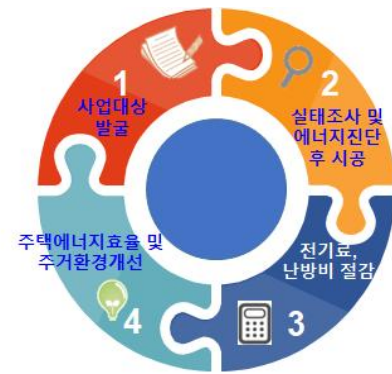 1
사업대상
발굴
2
실태조사 및
에너지진단
후 시공
전기료,
난방비 절감
3
주택에너지효율 및
주거환경개선
4